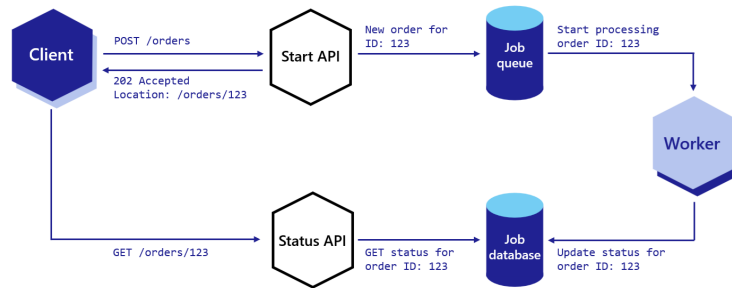 Client
POST /orders
202 Accepted
Location: /orders/123
Start API
New order for
ID: 123
Job
queue
Start processing
order ID: 123
Worker
GET /orders/123
Status API
GET status for
order ID: 123
Job
database
Update status for
order ID: 123